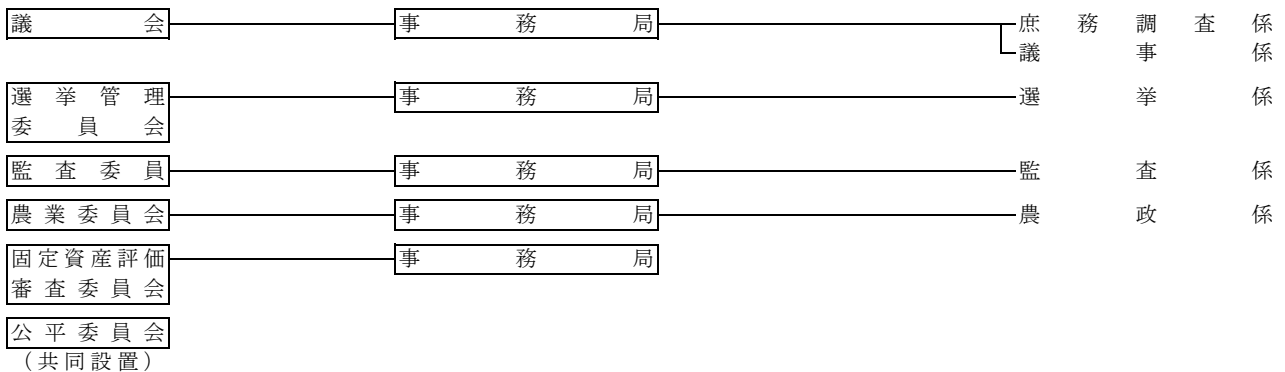 議会 事務局 庶務調査係
議事係
選挙管理 事務局 選挙係
委員会
監査委員 事務局 監査係
農業委員会 事務局 農政係
固定資産評価 事務局
審査委員会
公平委員会
（共同設置）